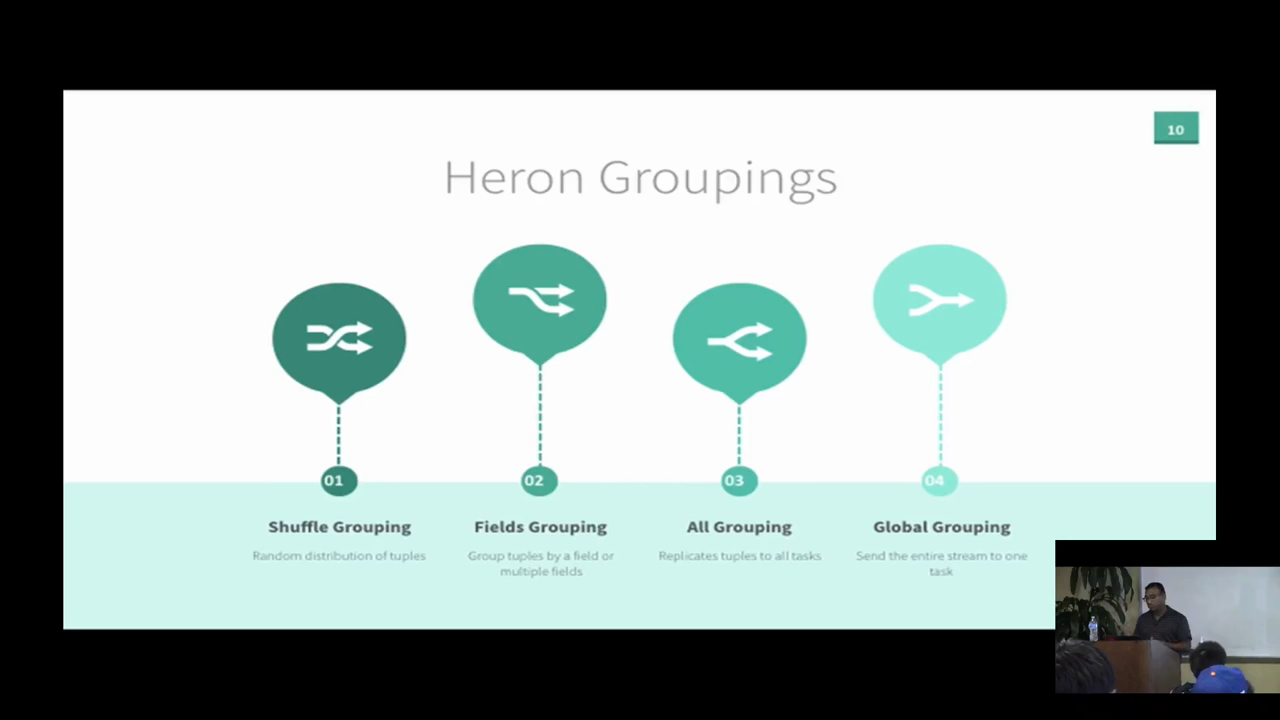 10
Heron Groupings
01
02
03
04
Shuffle Grouping
Random distribution of tuples
Fields Grouping
Group tuples by a field or
multiple fields
All Grouping
Replicates tuples to all tasks
Global Grouping
Send the entire stream to one
task